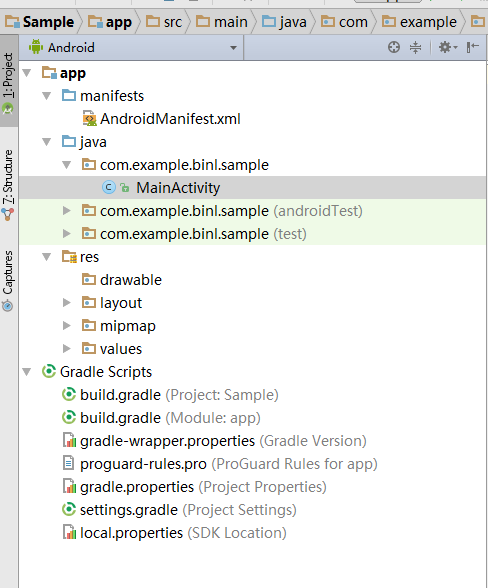 Sample app src main java com example
Android
1: Project
Z: Structure
Captures
app
manifests
AndroidManifest.xml
java
com.example.binl.sample
MainActivity
com.example.binl.sample (androidTest)
com.example.binl.sample (test)
res
drawable
layout
mipmap
values
Gradle Scripts
build.gradle (Project: Sample)
build.gradle (Module: app)
gradle-wrapper.properties (Gradle Version)
proguard-rules.pro (ProGuard Rules for app)
gradle.properties (Project Properties)
settings.gradle (Project Settings)
local.properties (SDK Location)